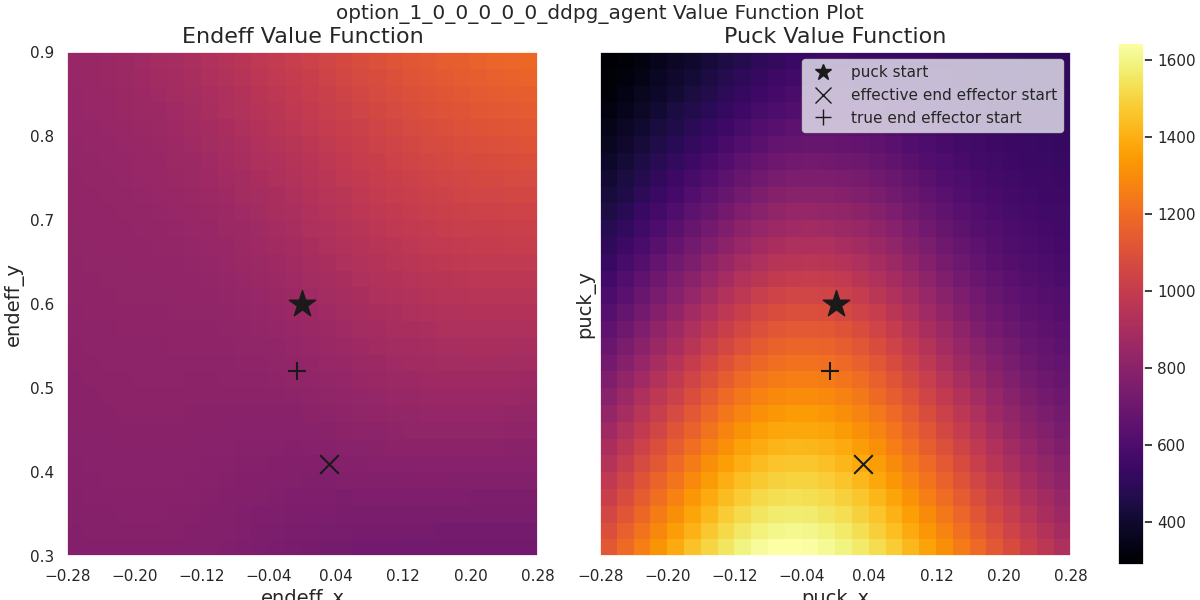 option_1_0_0_0_0_0_ddpg_agent Value Function Plot
Endeff Value Function
Puck Value Function
puck start
effective end effector start
true end effector start
0.9
0.8
0.7
0.6
0.5
0.4
0.3
endeff_y
−0.28 −0.20 −0.12 −0.04 0.04 0.12 0.20 0.28
endeff_x
puck_y
−0.28 −0.20 −0.12 −0.04 0.04 0.12 0.20 0.28
puck_x
1600
1400
1200
1000
800
600
400